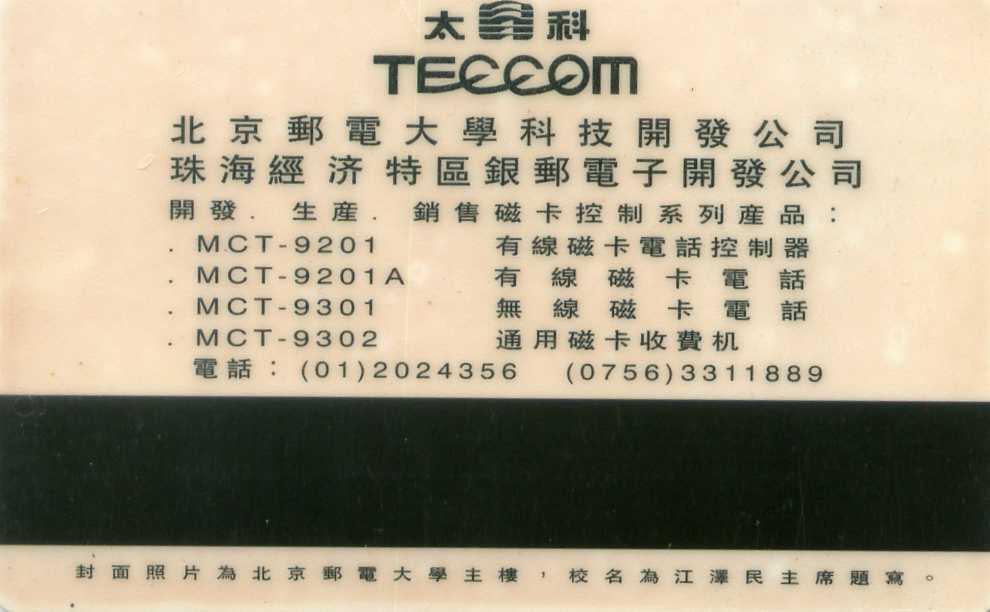 太科
TECCOM
北京郵電大學科技開發公司
珠海經济特區銀郵電子開發公司
開發．生産．銷售磁卡控制系列産品：
．MCT-9201 有線磁卡電話控制器
．MCT-9201A 有線磁卡電話
．MCT-9301 無線磁卡電話
．MCT-9302 通用磁卡收費机
電話：(01)2024356 (0756)3311889
封面照片為北京郵電大學主樓，校名為江澤民主席題寫。